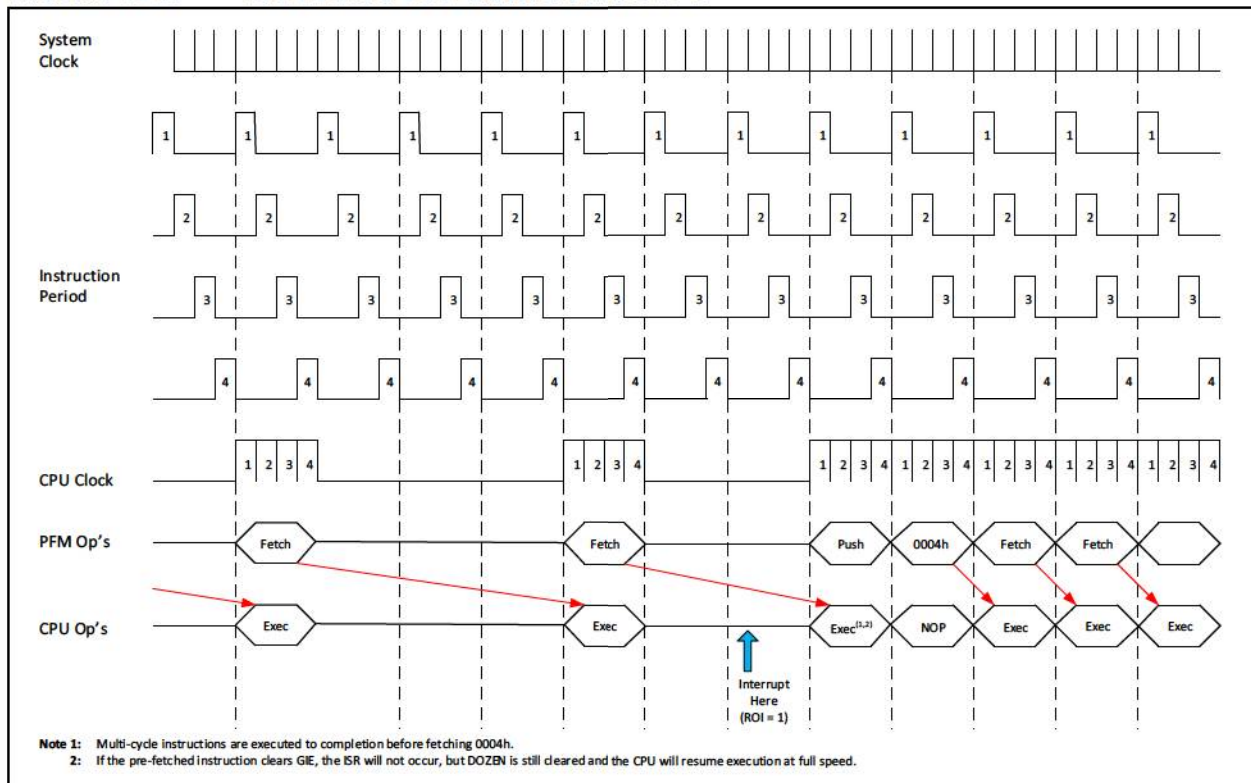 System
Clock
1 1 1 1 1 1 1 1 1 1 1 1 1
2 2 2 2 2 2 2 2 2 2 2 2 2
Instruction
Period
3 3 3 3 3 3 3 3 3 3 3 3 3
4 4 4 4 4 4 4 4 4 4 4 4 4
CPU Clock 1 2 3 4 1 2 3 4 1 2 3 4 1 2 3 4 1 2 3 4 1 2 3 4 1 2 3 4
PFM Op's Fetch Fetch Push 0004h Fetch Fetch
CPU Op's Exec Exec Exec(1,2) NOP Exec Exec Exec
Interrupt
Here
(ROI = 1)
Note 1: Multi-cycle instructions are executed to completion before fetching 0004h.
2: If the pre-fetched instruction clears GIE, the ISR will not occur, but DOZEN is still cleared and the CPU will resume execution at full speed.